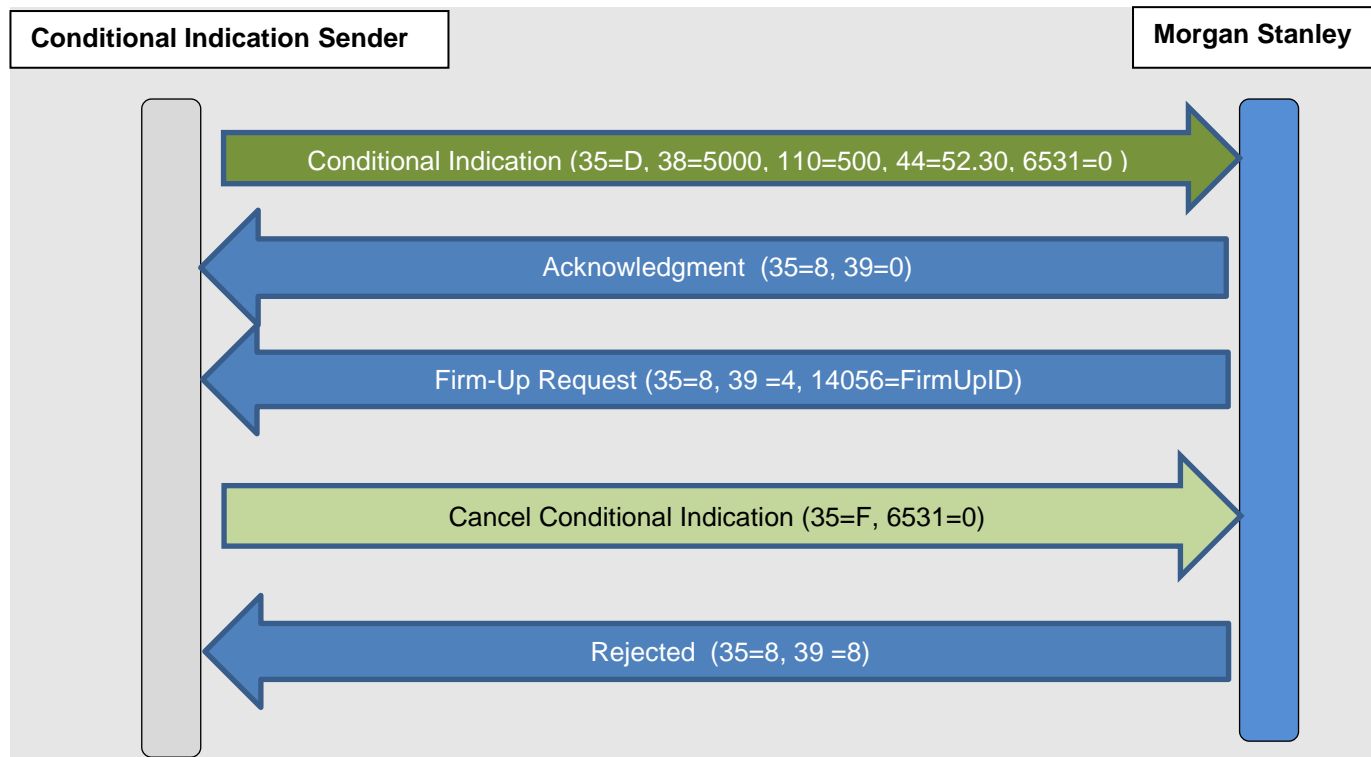 Conditional Indication Sender
Morgan Stanley
Conditional Indication (35=D, 38=5000, 110=500, 44=52.30, 6531=0 )
Acknowledgment  (35=8, 39=0)
Firm-Up Request (35=8, 39 =4, 14056=FirmUpID)
Cancel Conditional Indication (35=F, 6531=0)
Rejected  (35=8, 39 =8)